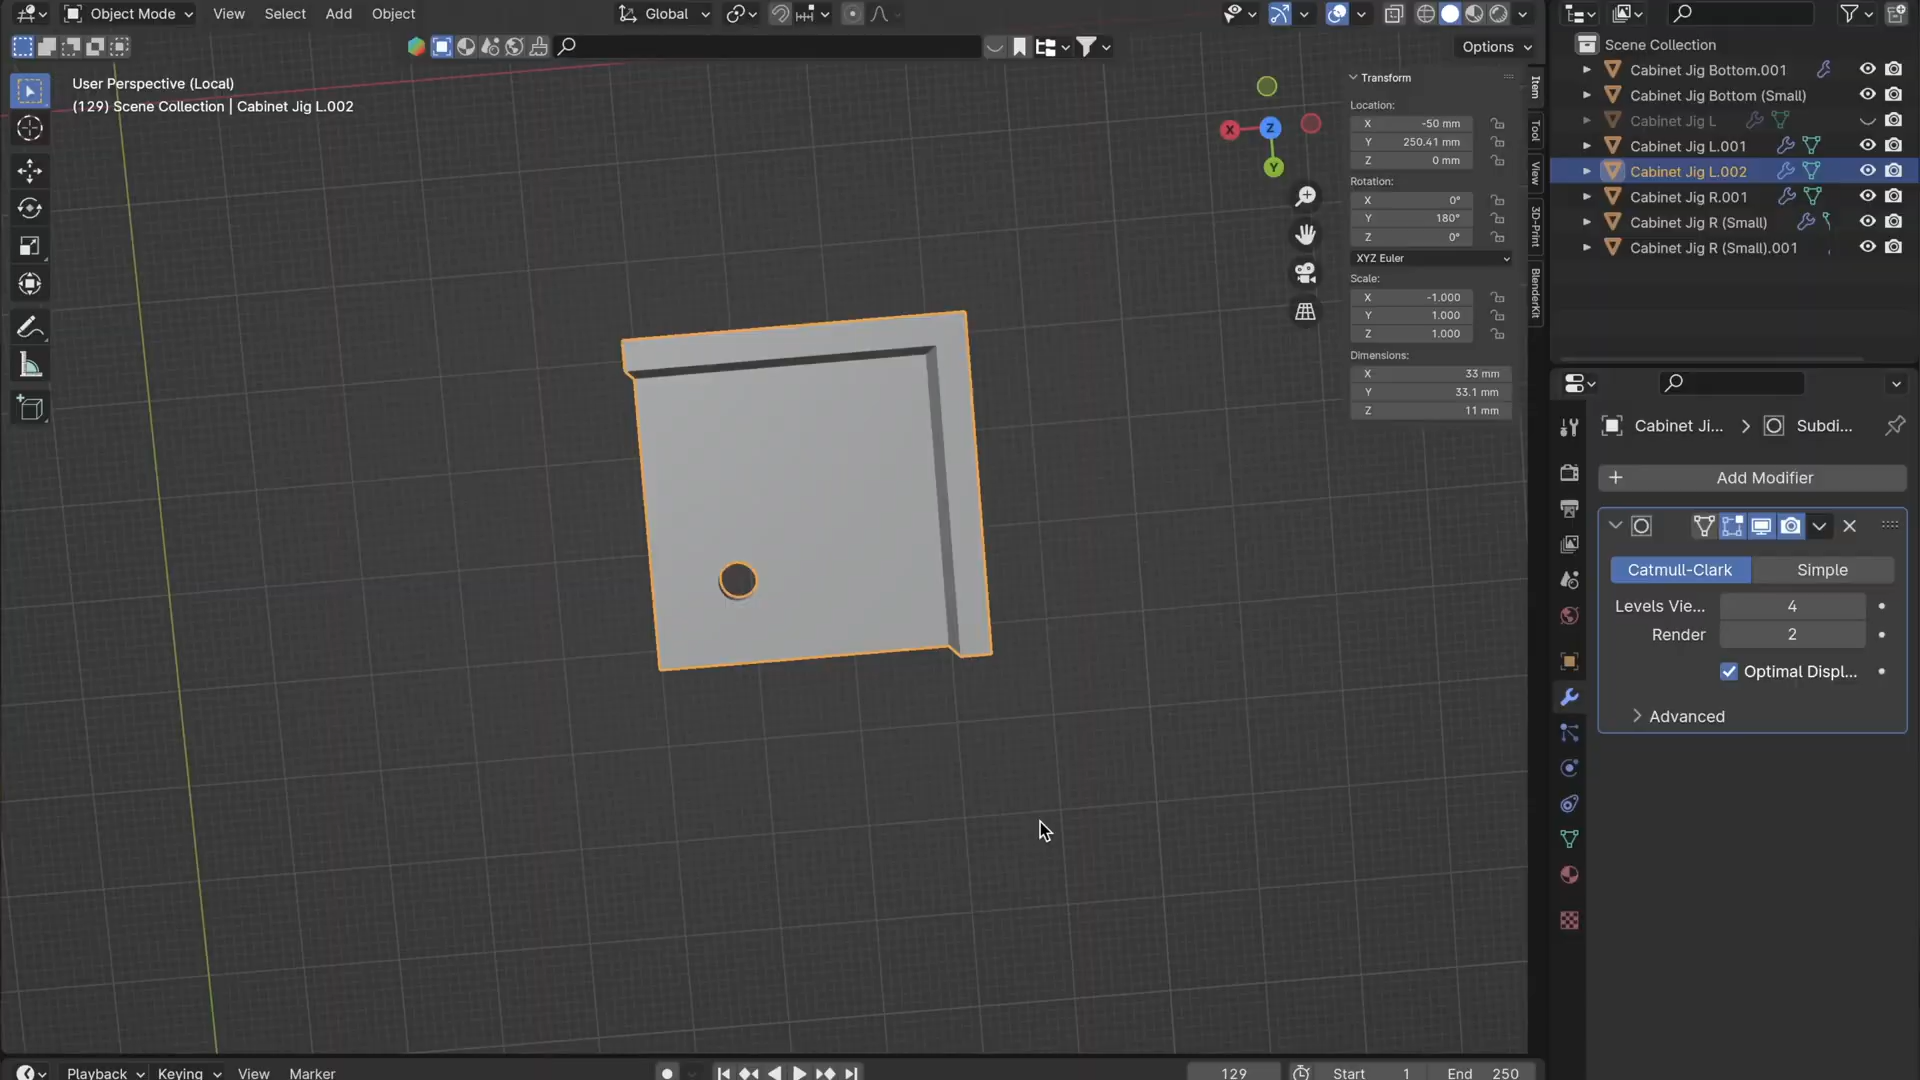 Object Mode
View
Select
Add
Object
Global
Options
User Perspective (Local)
(129) Scene Collection | Cabinet Jig L.002
X
Z
Y
Transform
Location:
X -50 mm
Y 250.41 mm
Z 0 mm
Rotation:
X 0°
Y 180°
Z 0°
XYZ Euler
Scale:
X -1.000
Y 1.000
Z 1.000
Dimensions:
X 33 mm
Y 33.1 mm
Z 11 mm
Item
Tool
View
3D-Print
BlenderKit
Scene Collection
Cabinet Jig Bottom.001
Cabinet Jig Bottom (Small)
Cabinet Jig L
Cabinet Jig L.001
Cabinet Jig L.002
Cabinet Jig R.001
Cabinet Jig R (Small)
Cabinet Jig R (Small).001
Cabinet Ji...
Subdi...
Add Modifier
Catmull-Clark
Simple
Levels Vie... 4
Render 2
Optimal Displ...
Advanced
Playback
Keying
View
Marker
129
Start 1
End 250